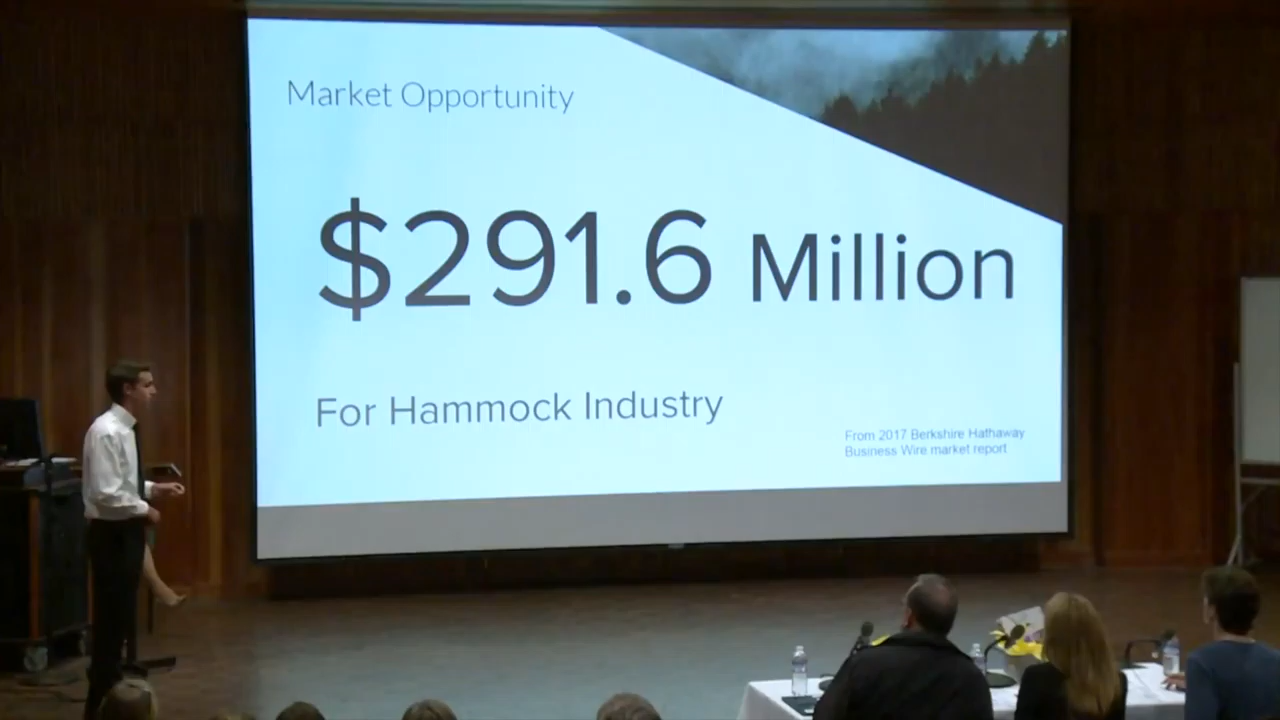 Market Opportunity
$291.6 Million
For Hammock Industry
From 2017 Berkshire Hathaway
Business Wire market report